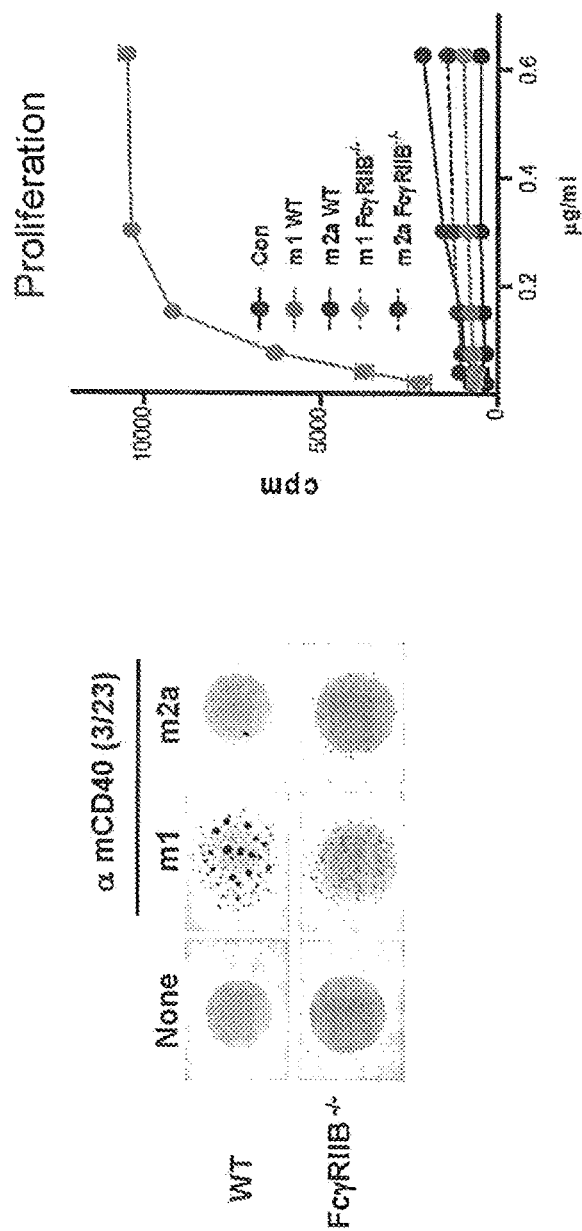 α mCD40 (3/23)
None m1 m2a
WT
FcγRIIB-/-
Proliferation
cpm
10000
5000
0
Con
m1 WT
m2a WT
m1 FcγRIIB-/-
m2a FcγRIIB-/-
0.2 0.4 0.6
µg/ml